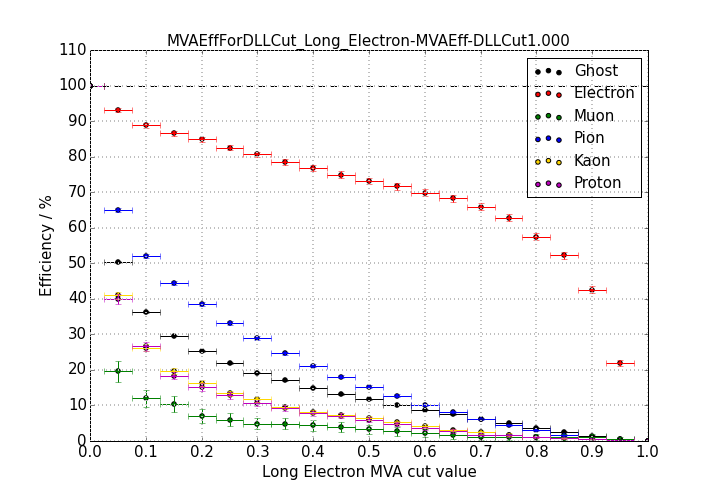 MVAEffForDLLCut_Long_Electron-MVAEff-DLLCut1.000
110
100
90
80
70
60
50
40
30
20
10
0
Efficiency / %
Ghost
Electron
Muon
Pion
Kaon
Proton
0.0 0.1 0.2 0.3 0.4 0.5 0.6 0.7 0.8 0.9 1.0
Long Electron MVA cut value